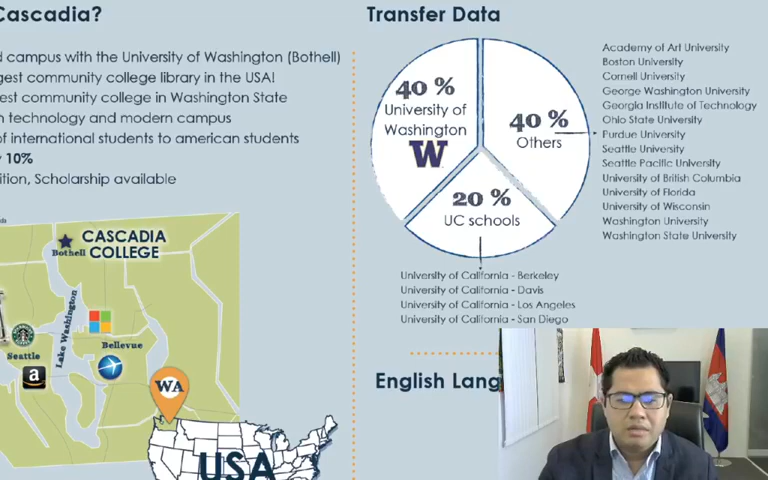 Cascadia?
d campus with the University of Washington (Bothell)
gest community college library in the USA!
est community college in Washington State
n technology and modern campus
of international students to american students
10%
ition, Scholarship available
CASCADIA
COLLEGE
Bothell
Lake Washington
Bellevue
Seattle
a
WA
USA
Transfer Data
40 %
University of
Washington
W
40 %
Others
20 %
UC schools
Academy of Art University
Boston University
Cornell University
George Washington University
Georgia Institute of Technology
Ohio State University
Purdue University
Seattle University
Seattle Pacific University
University of British Columbia
University of Florida
University of Wisconsin
Washington University
Washington State University
University of California - Berkeley
University of California - Davis
University of California - Los Angeles
University of California - San Diego
English Lang